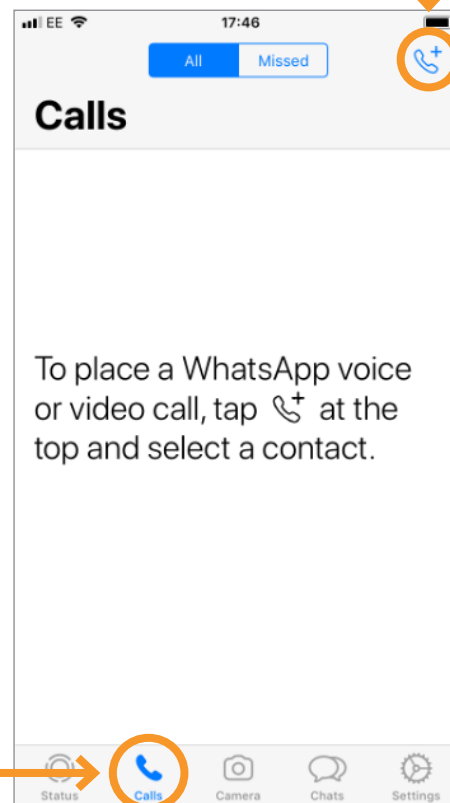 EE 17:46
All Missed
Calls
To place a WhatsApp voice
or video call, tap at the
top and select a contact.
Status Calls Camera Chats Settings